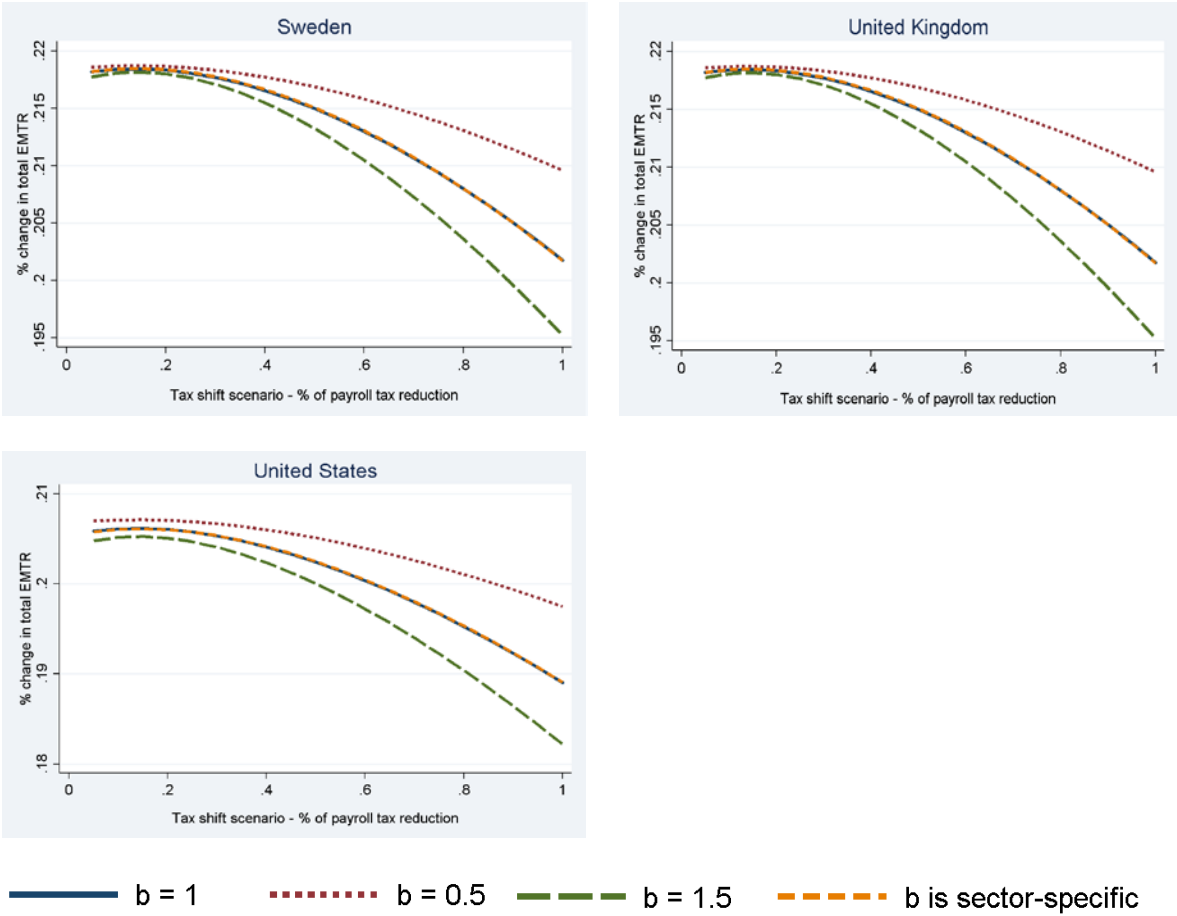 Sweden
% change in total EMTR
.22
.215
.21
.205
.2
.195
0 .2 .4 .6 .8 1
Tax shift scenario - % of payroll tax reduction
United Kingdom
% change in total EMTR
.22
.215
.21
.205
.2
.195
0 .2 .4 .6 .8 1
Tax shift scenario - % of payroll tax reduction
United States
% change in total EMTR
.21
.2
.19
.18
0 .2 .4 .6 .8 1
Tax shift scenario - % of payroll tax reduction
b = 1 b = 0.5 b = 1.5 b is sector-specific